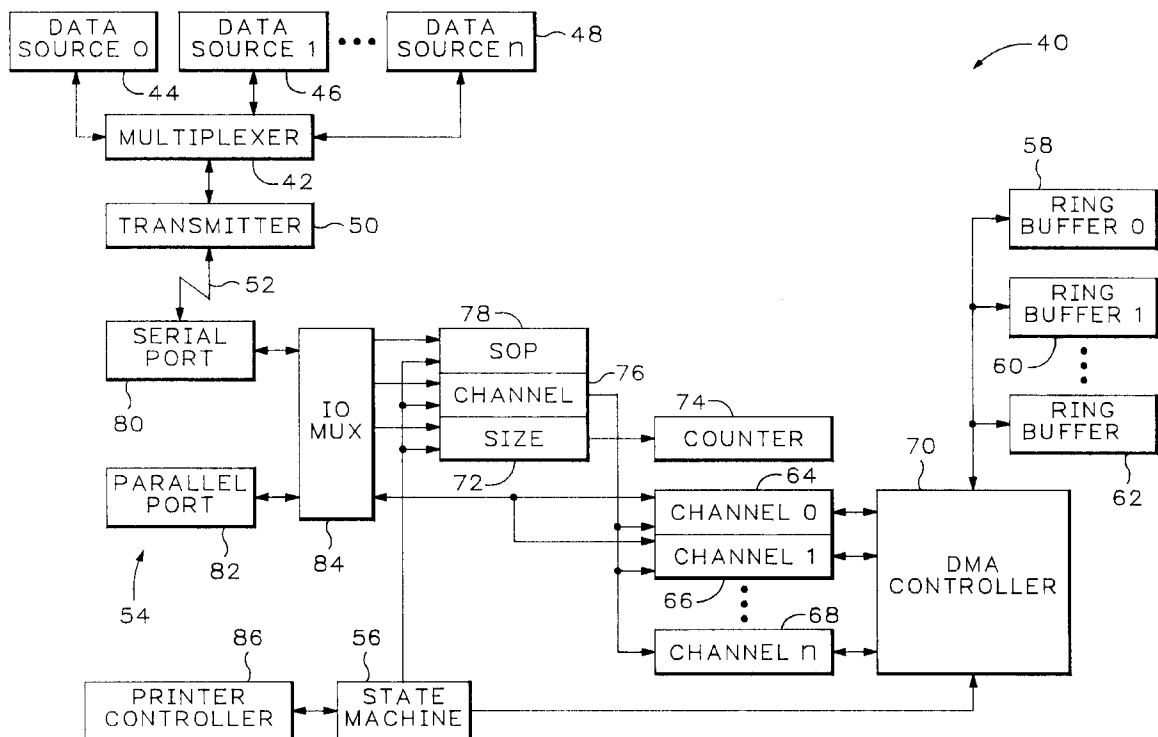 DATA SOURCE 0
DATA SOURCE 1
DATA SOURCE n
48
40
44
46
MULTIPLEXER
42
TRANSMITTER
50
52
58
RING BUFFER 0
RING BUFFER 1
60
RING BUFFER
62
SERIAL PORT
80
IO MUX
84
78
SOP
CHANNEL
76
SIZE
72
74
COUNTER
PARALLEL PORT
82
54
64
CHANNEL 0
CHANNEL 1
66
68
CHANNEL n
70
DMA CONTROLLER
86
PRINTER CONTROLLER
56
STATE MACHINE